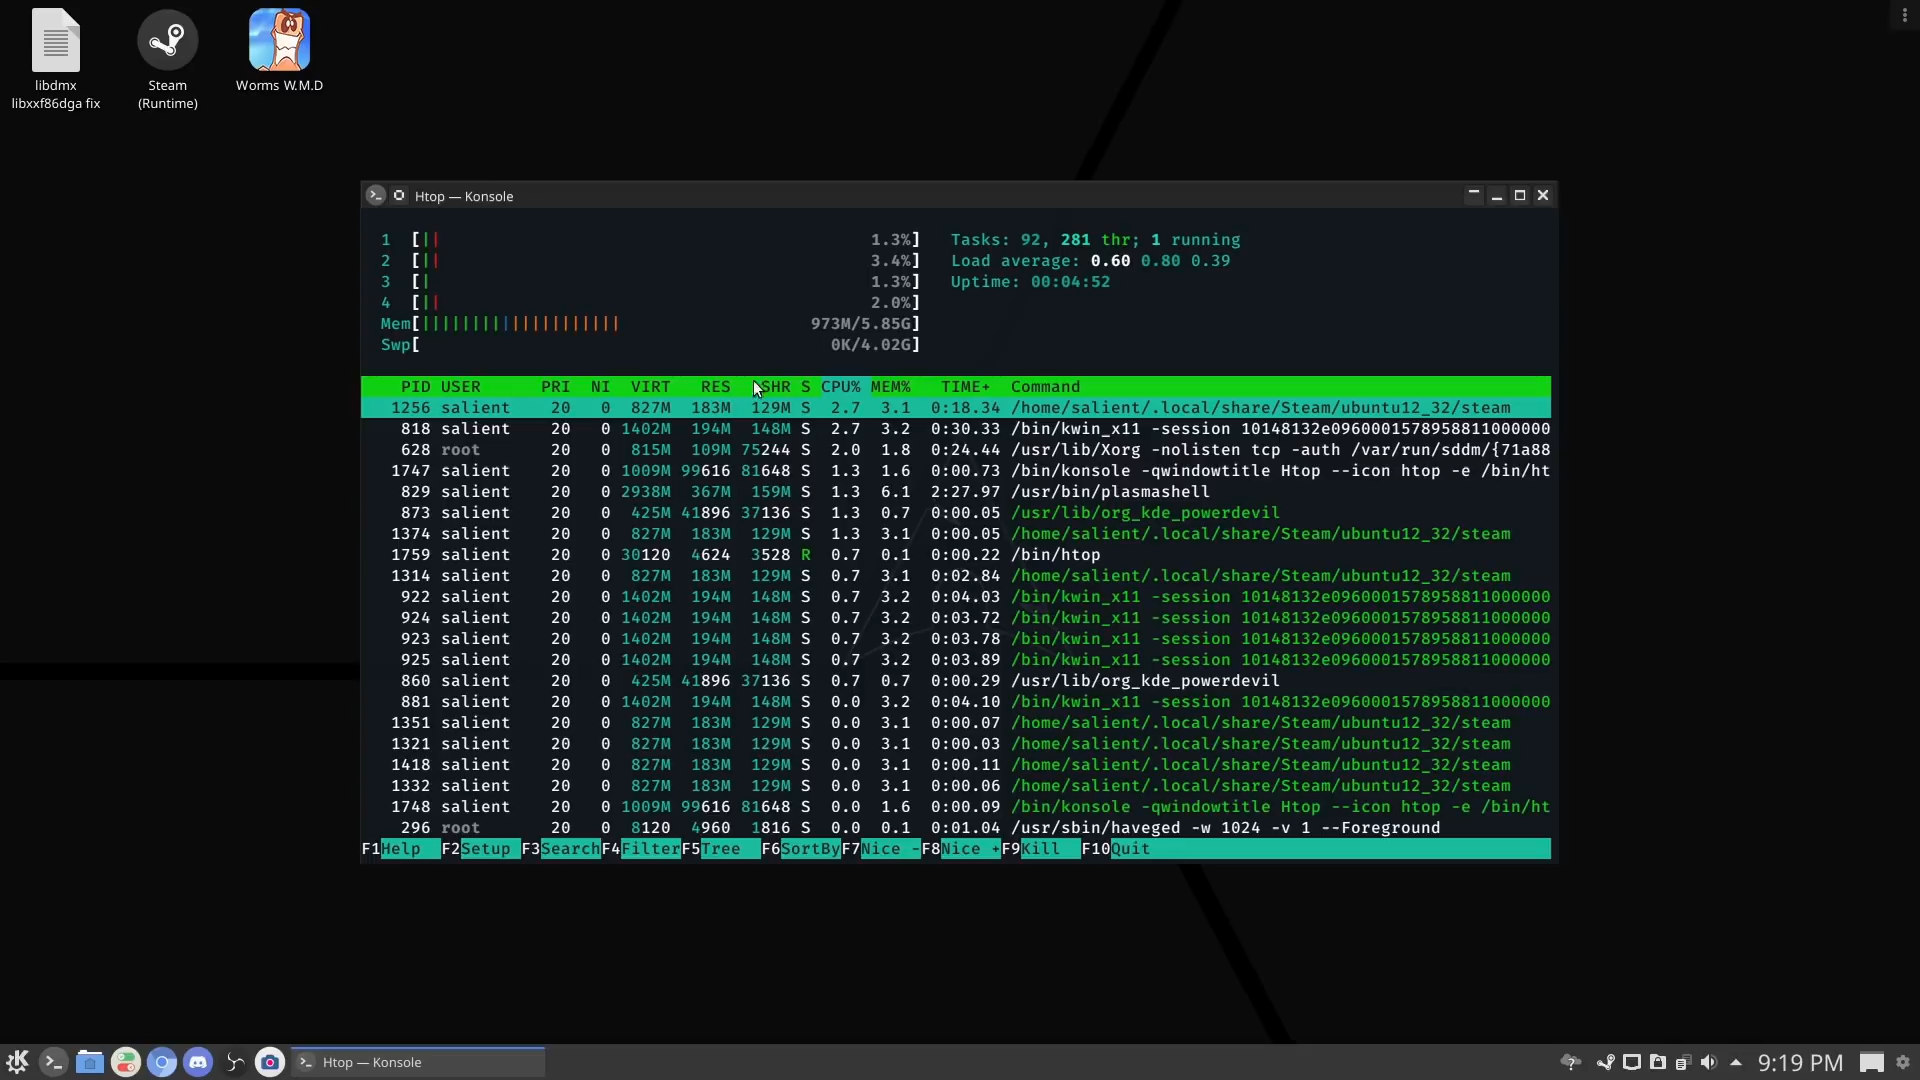 libdmx
libxxf86dga fix
Steam
(Runtime)
Worms W.M.D
Htop — Konsole
1 [|| 1.3%]
2 [|| 3.4%]
3 [| 1.3%]
4 [|| 2.0%]
Mem[|||||||||||||||||||| 973M/5.85G]
Swp[ 0K/4.02G]
Tasks: 92, 281 thr; 1 running
Load average: 0.60 0.80 0.39
Uptime: 00:04:52
PID USER PRI NI VIRT RES SHR S CPU% MEM% TIME+ Command
1256 salient 20 0 827M 183M 129M S 2.7 3.1 0:18.34 /home/salient/.local/share/Steam/ubuntu12_32/steam
818 salient 20 0 1402M 194M 148M S 2.7 3.2 0:30.33 /bin/kwin_x11 -session 10148132e0960001578958811000000
628 root 20 0 815M 109M 75244 S 2.0 1.8 0:24.44 /usr/lib/Xorg -nolisten tcp -auth /var/run/sddm/{71a88
1747 salient 20 0 1009M 99616 81648 S 1.3 1.6 0:00.73 /bin/konsole -qwindowtitle Htop --icon htop -e /bin/ht
829 salient 20 0 2938M 367M 159M S 1.3 6.1 2:27.97 /usr/bin/plasmashell
873 salient 20 0 425M 41896 37136 S 1.3 0.7 0:00.05 /usr/lib/org_kde_powerdevil
1374 salient 20 0 827M 183M 129M S 1.3 3.1 0:00.05 /home/salient/.local/share/Steam/ubuntu12_32/steam
1759 salient 20 0 30120 4624 3528 R 0.7 0.1 0:00.22 /bin/htop
1314 salient 20 0 827M 183M 129M S 0.7 3.1 0:02.84 /home/salient/.local/share/Steam/ubuntu12_32/steam
922 salient 20 0 1402M 194M 148M S 0.7 3.2 0:04.03 /bin/kwin_x11 -session 10148132e0960001578958811000000
924 salient 20 0 1402M 194M 148M S 0.7 3.2 0:03.72 /bin/kwin_x11 -session 10148132e0960001578958811000000
923 salient 20 0 1402M 194M 148M S 0.7 3.2 0:03.78 /bin/kwin_x11 -session 10148132e0960001578958811000000
925 salient 20 0 1402M 194M 148M S 0.7 3.2 0:03.89 /bin/kwin_x11 -session 10148132e0960001578958811000000
860 salient 20 0 425M 41896 37136 S 0.7 0.7 0:00.29 /usr/lib/org_kde_powerdevil
881 salient 20 0 1402M 194M 148M S 0.0 3.2 0:04.10 /bin/kwin_x11 -session 10148132e0960001578958811000000
1351 salient 20 0 827M 183M 129M S 0.0 3.1 0:00.07 /home/salient/.local/share/Steam/ubuntu12_32/steam
1321 salient 20 0 827M 183M 129M S 0.0 3.1 0:00.03 /home/salient/.local/share/Steam/ubuntu12_32/steam
1418 salient 20 0 827M 183M 129M S 0.0 3.1 0:00.11 /home/salient/.local/share/Steam/ubuntu12_32/steam
1332 salient 20 0 827M 183M 129M S 0.0 3.1 0:00.06 /home/salient/.local/share/Steam/ubuntu12_32/steam
1748 salient 20 0 1009M 99616 81648 S 0.0 1.6 0:00.09 /bin/konsole -qwindowtitle Htop --icon htop -e /bin/ht
296 root 20 0 8120 4960 1816 S 0.0 0.1 0:01.04 /usr/sbin/haveged -w 1024 -v 1 --Foreground
F1Help F2Setup F3SearchF4FilterF5Tree F6SortByF7Nice -F8Nice +F9Kill F10Quit
Htop — Konsole
9:19 PM